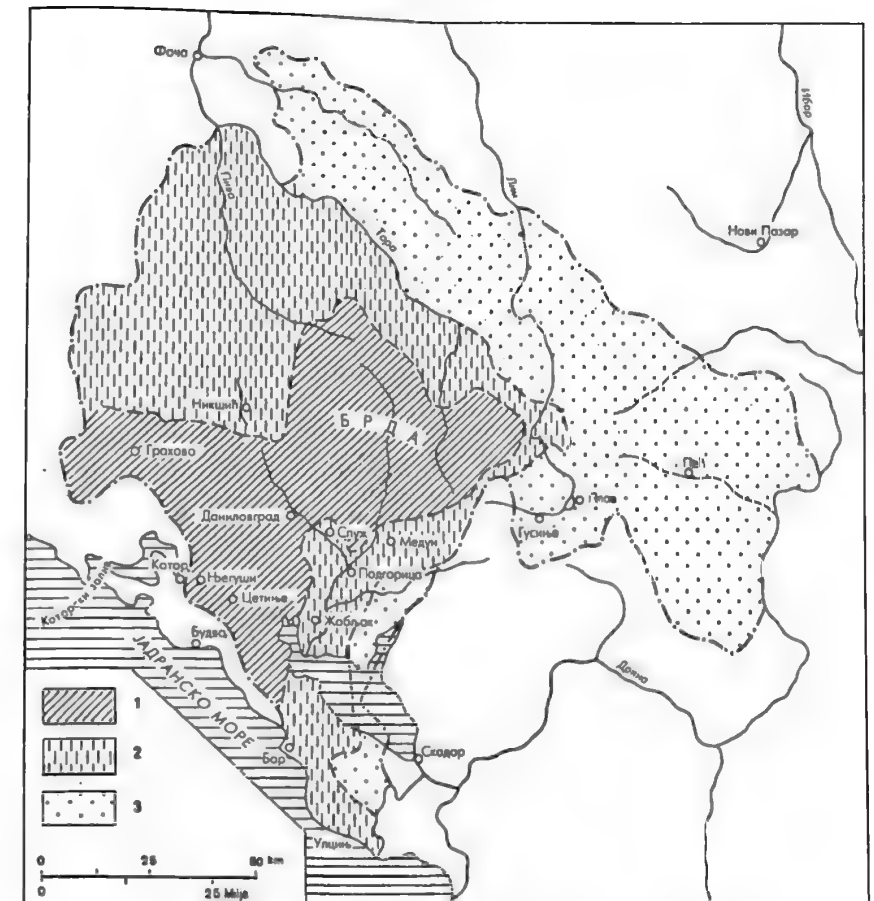 Фоча
Ибар
Пива
Лим
Тара
Нови Пазар
Никшић
БРДА
Грахово
Пећ
Даниловград
Спуж
Медун
Плав
Гусиње
Котор
Његуши
Подгорица
Которски залив
Цетиње
Жабљак
Будва
ЈАДРАНСКО МОРЕ
Дрина
1
2
Бар
Скадар
3
Улцињ
0 25 50 km
0 25 Milja